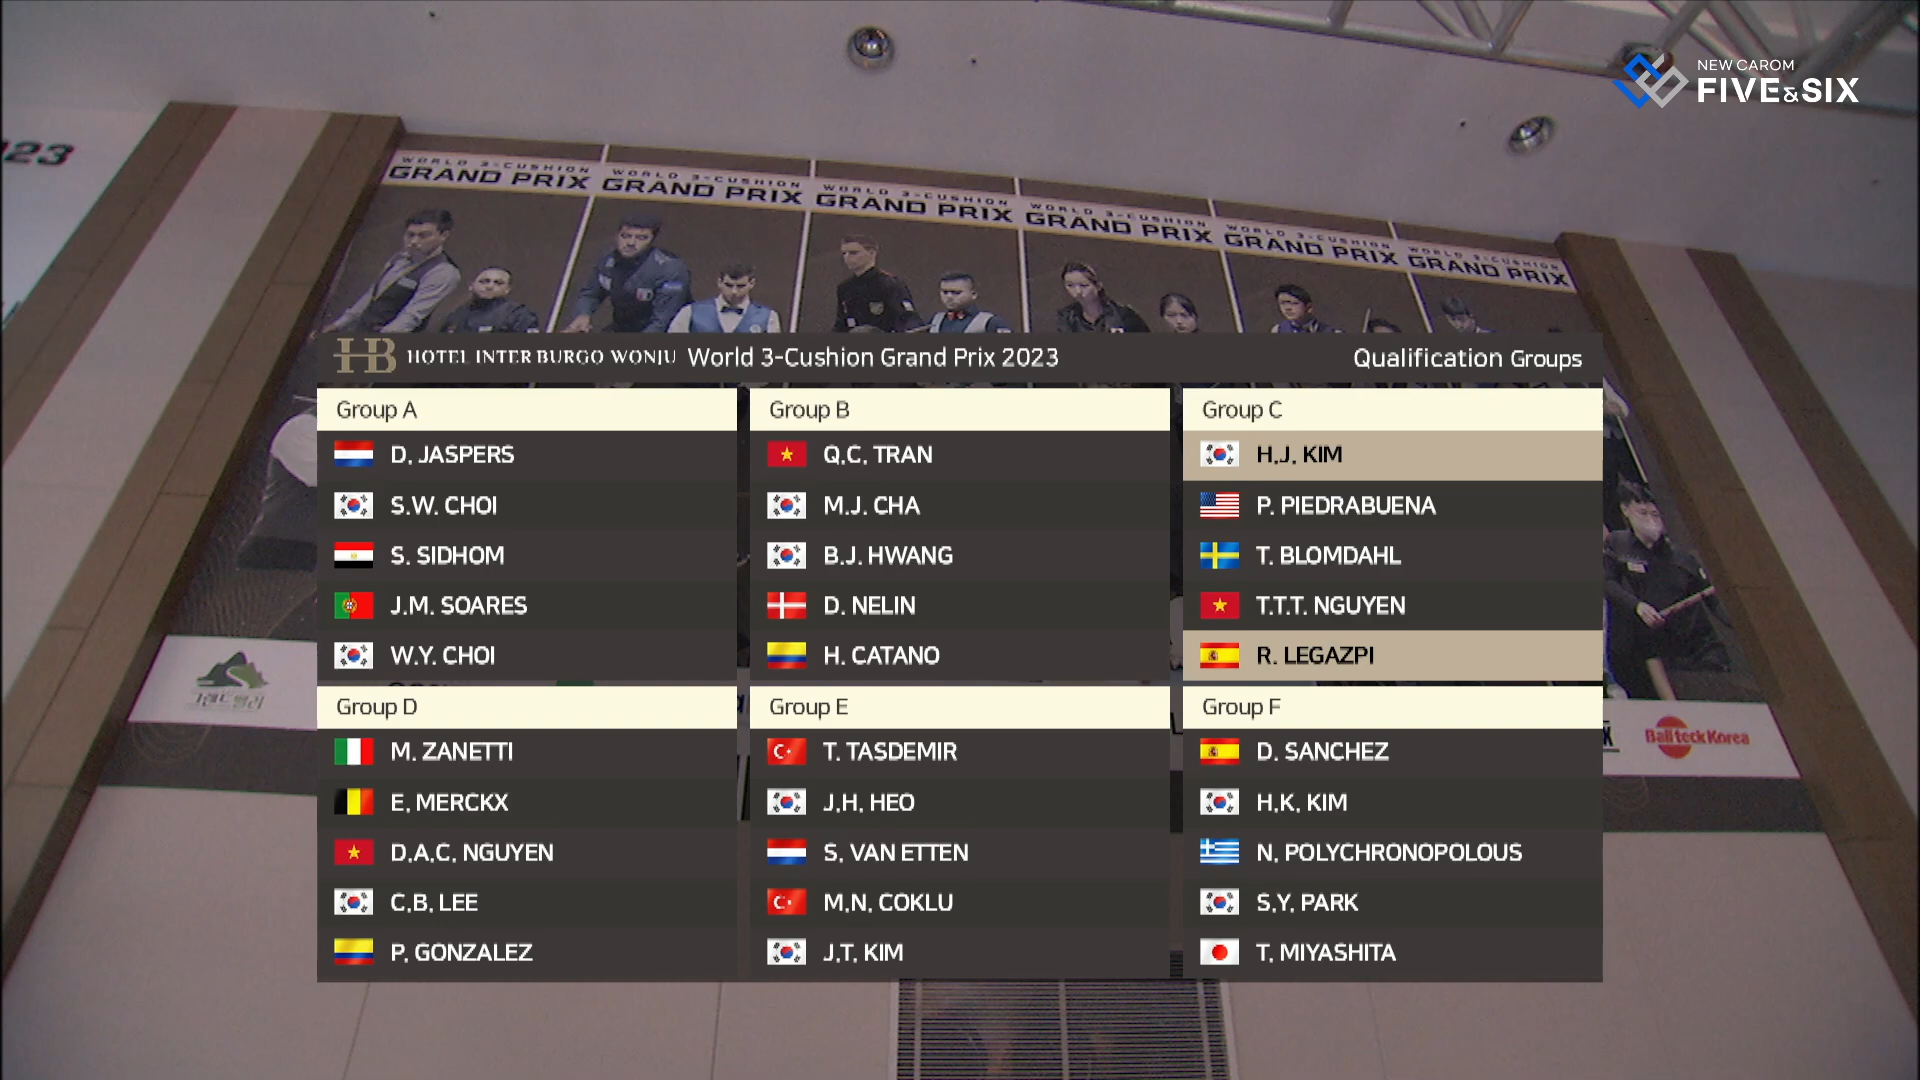 NEW CAROM
FIVE&SIX
23
WORLD 3-CUSHION
GRAND PRIX
WORLD 3-CUSHION
GRAND PRIX
WORLD 3-CUSHION
GRAND PRIX
WORLD 3-CUSHION
GRAND PRIX
WORLD 3-CUSHION
GRAND PRIX
WORLD 3-CUSHION
GRAND PRIX
HB HOTEL INTER BURGO WONJU World 3-Cushion Grand Prix 2023
Qualification Groups
Group A
D. JASPERS
S.W. CHOI
S. SIDHOM
J.M. SOARES
W.Y. CHOI
Group B
Q.C. TRAN
M.J. CHA
B.J. HWANG
D. NELIN
H. CATANO
Group C
H.J. KIM
P. PIEDRABUENA
T. BLOMDAHL
T.T.T. NGUYEN
R. LEGAZPI
Group D
M. ZANETTI
E. MERCKX
D.A.C. NGUYEN
C.B. LEE
P. GONZALEZ
Group E
T. TASDEMIR
J.H. HEO
S. VAN ETTEN
M.N. COKLU
J.T. KIM
Group F
D. SANCHEZ
H.K. KIM
N. POLYCHRONOPOLOUS
S.Y. PARK
T. MIYASHITA
Ballteck Korea